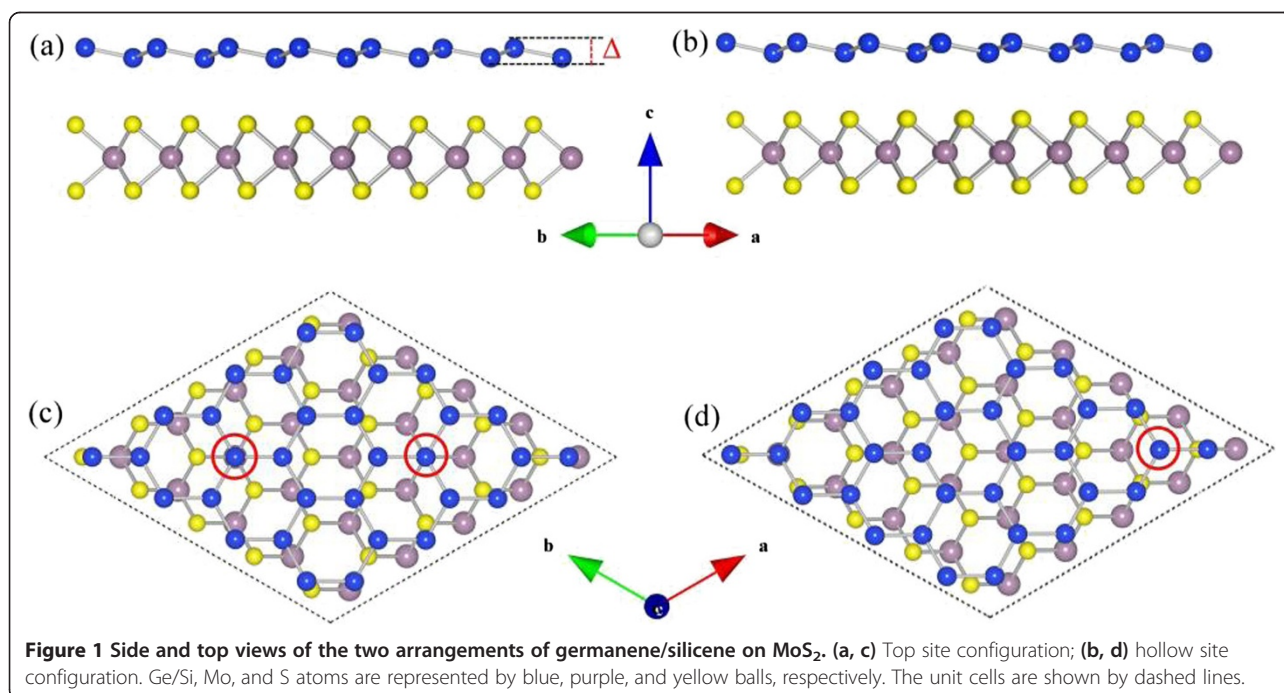 (a)
Δ
(b)
c
b
a
(c)
(d)
b
a
c
Figure 1 Side and top views of the two arrangements of germanene/silicene on MoS₂. (a, c) Top site configuration; (b, d) hollow site
configuration. Ge/Si, Mo, and S atoms are represented by blue, purple, and yellow balls, respectively. The unit cells are shown by dashed lines.